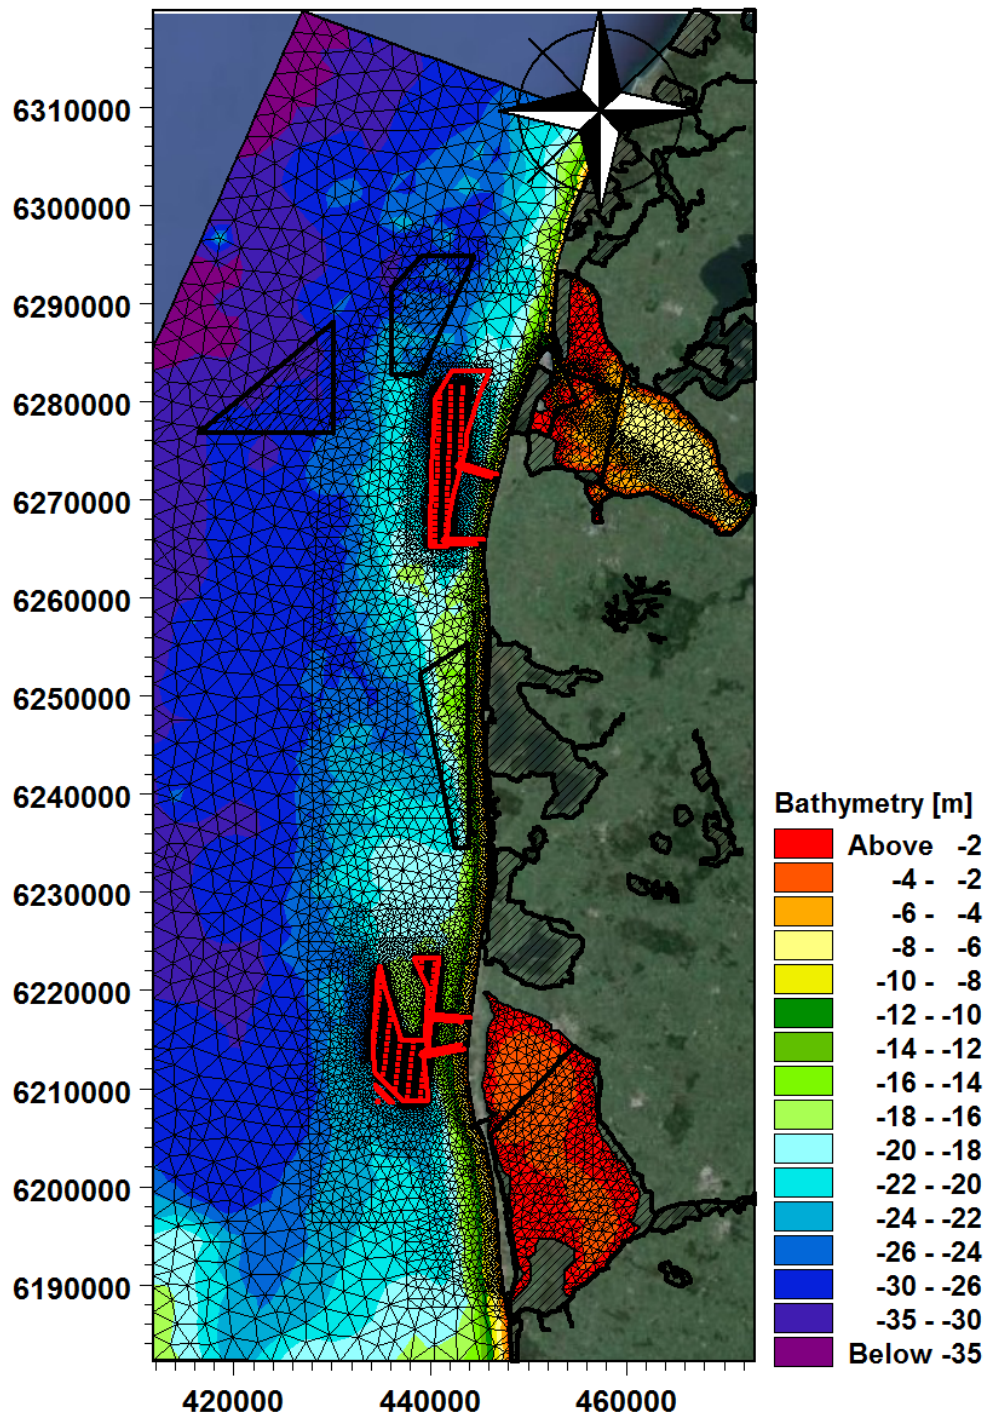 6310000
6300000
6290000
6280000
6270000
6260000
6250000
6240000
6230000
6220000
6210000
6200000
6190000
420000 440000 460000
Bathymetry [m]
Above -2
-4 - -2
-6 - -4
-8 - -6
-10 - -8
-12 - -10
-14 - -12
-16 - -14
-18 - -16
-20 - -18
-22 - -20
-24 - -22
-26 - -24
-30 - -26
-35 - -30
Below -35